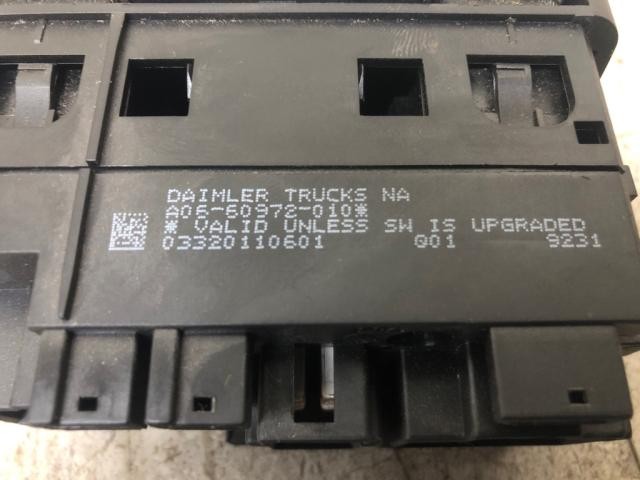 DAIMLER TRUCKS NA
A06-60972-010*
* VALID UNLESS SW IS UPGRADED
03320110601 Q01 9231